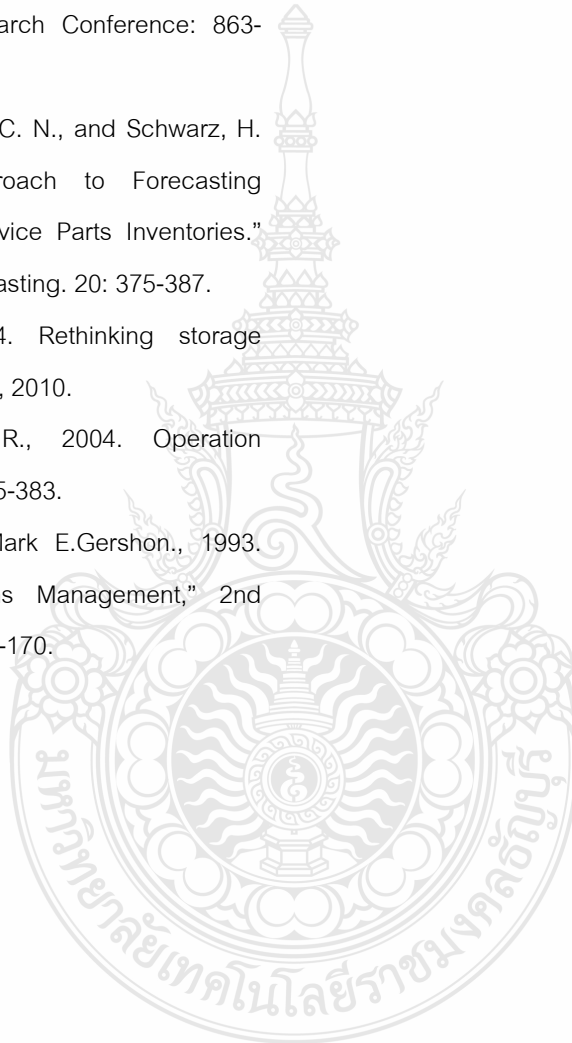 arch Conference: 863-
C. N., and Schwarz, H.
roach to Forecasting
vice Parts Inventories.”
asting. 20: 375-387.
4. Rethinking storage
, 2010.
R., 2004. Operation
5-383.
Mark E.Gershon., 1993.
ns Management,” 2nd
-170.
มหาวิทยาลัยเทคโนโลยีราชมงคลธัญบุรี